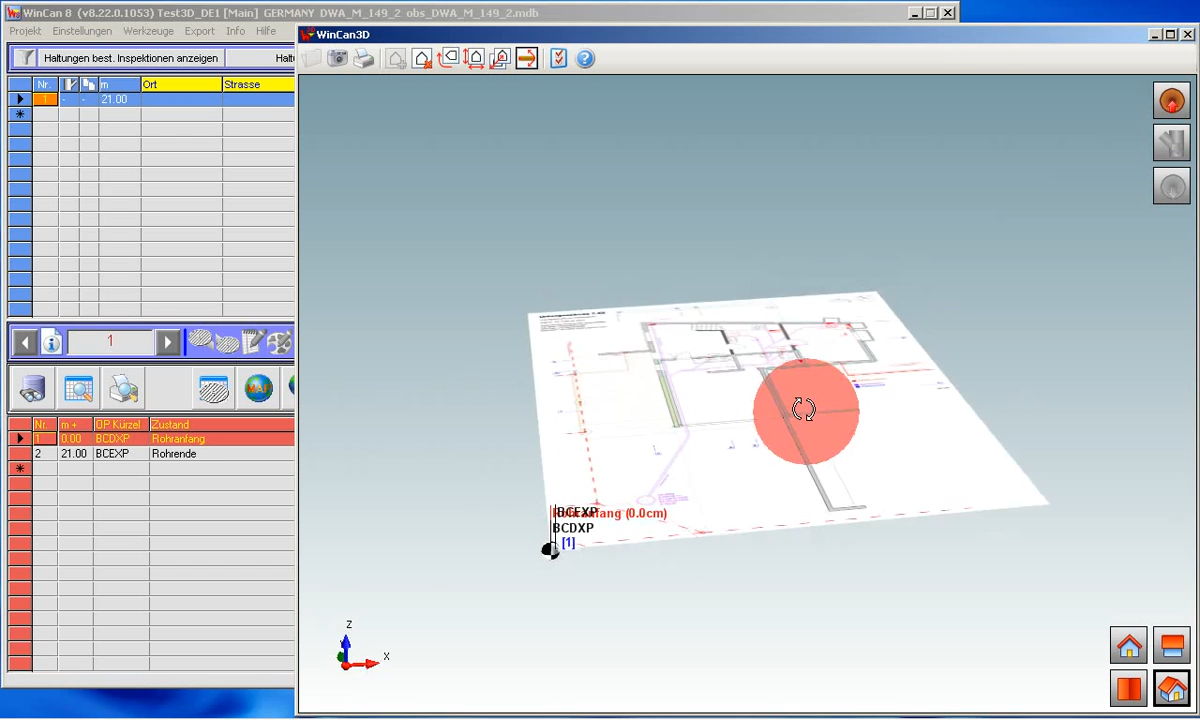 WinCan 8 (v8.22.0.1053) Test3D_DE1 [Main] GERMANY DWA_M_149_2 obs_DWA_M_149_2.mdb
Projekt Einstellungen Werkzeuge Export Info Hilfe
WinCan3D
Haltungen best. Inspektionen anzeigen Halt
Nr. m Ort Strasse
1 - - 21.00
1
MAP
Nr. m + OP Kürzel Zustand
1 0.00 BCDXP Rohranfang
2 21.00 BCEXP Rohrende
BCEXP
Rohranfang (0.0cm)
BCDXP
[1]
Z
X